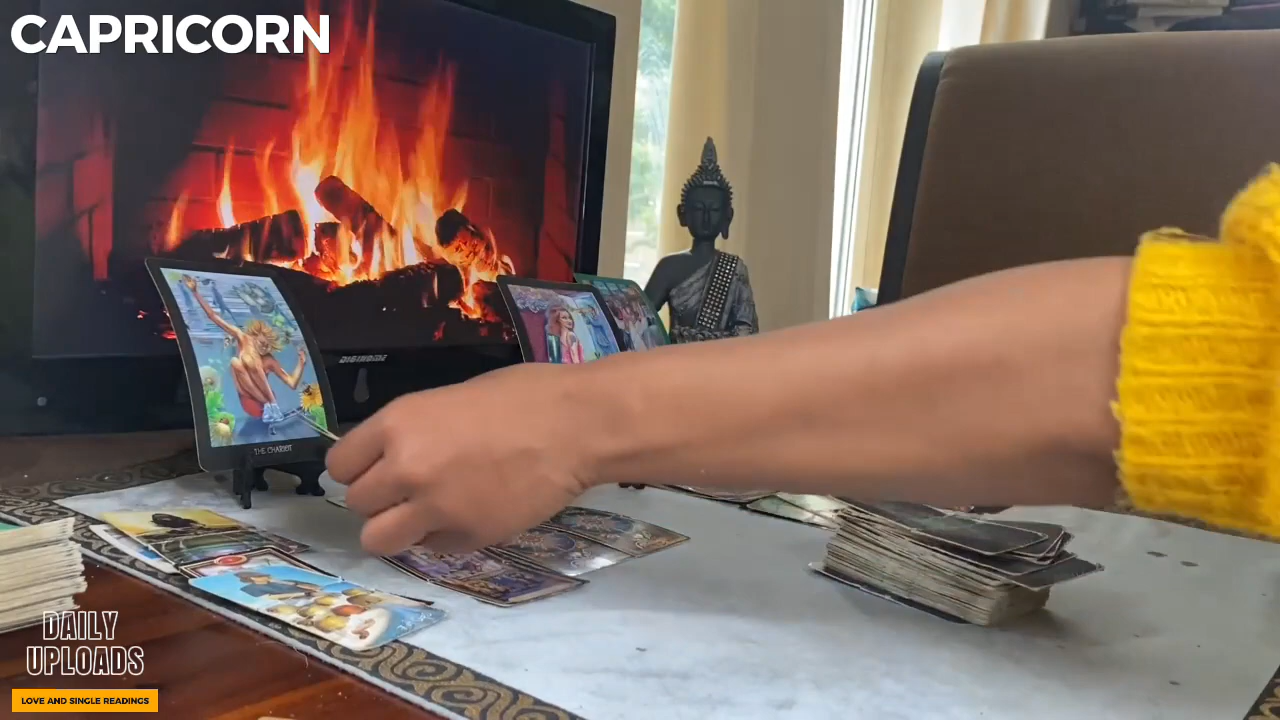 CAPRICORN
THE CHARIOT
DAILY
UPLOADS
LOVE AND SINGLE READINGS